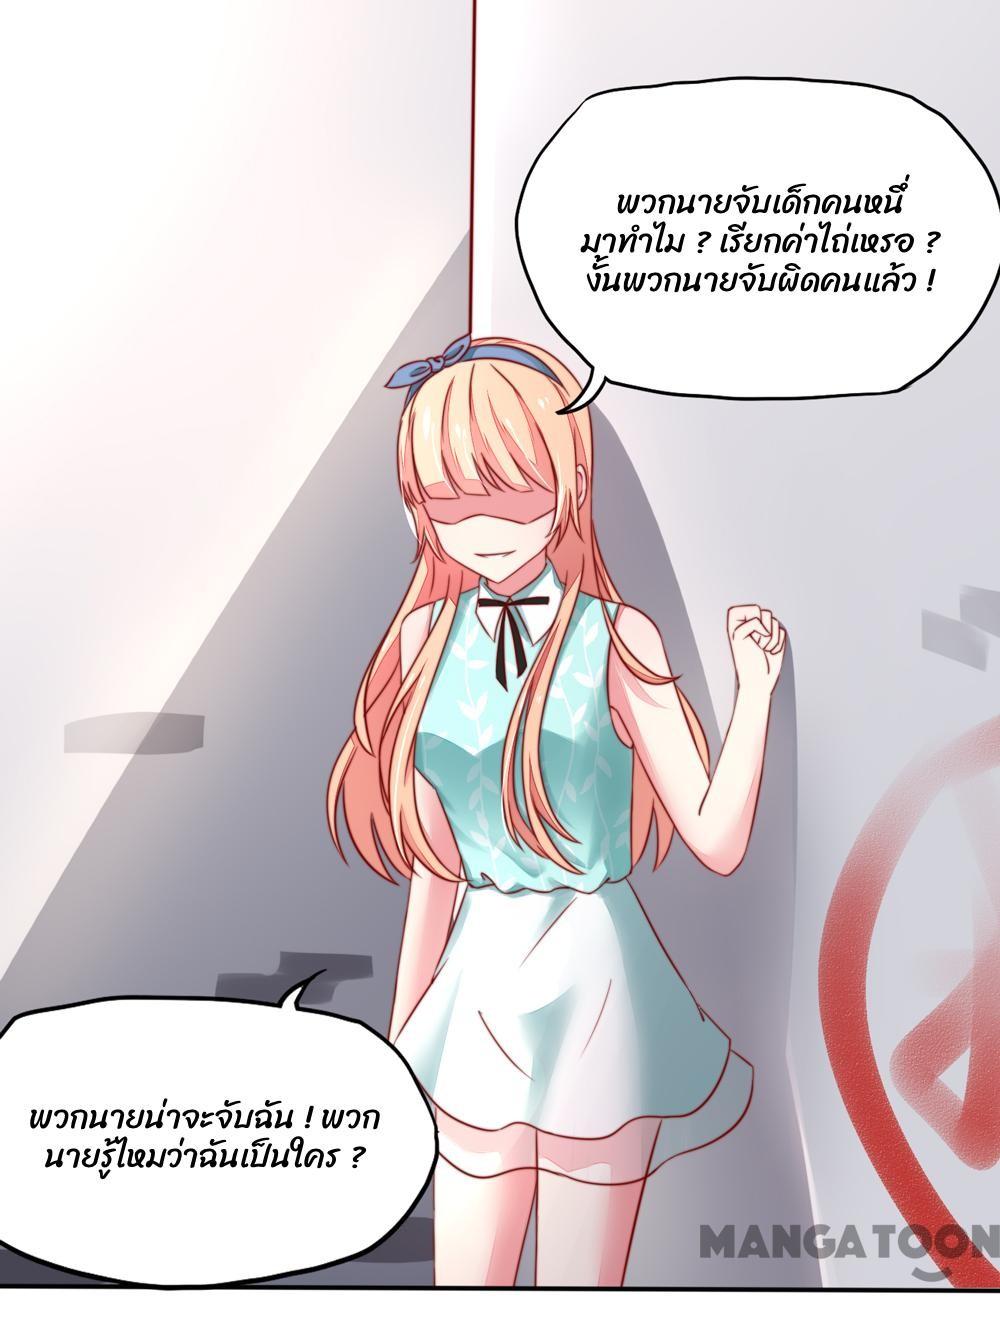 พวกนายจับเด็กคนหนึ่
มาทำไม ? เรียกค่าไถ่เหรอ ?
งั้นพวกนายจับผิดคนแล้ว !
พวกนายน่าจะจับฉัน ! พวก
นายรู้ไหมว่าฉันเป็นใคร ?
MANGATOON